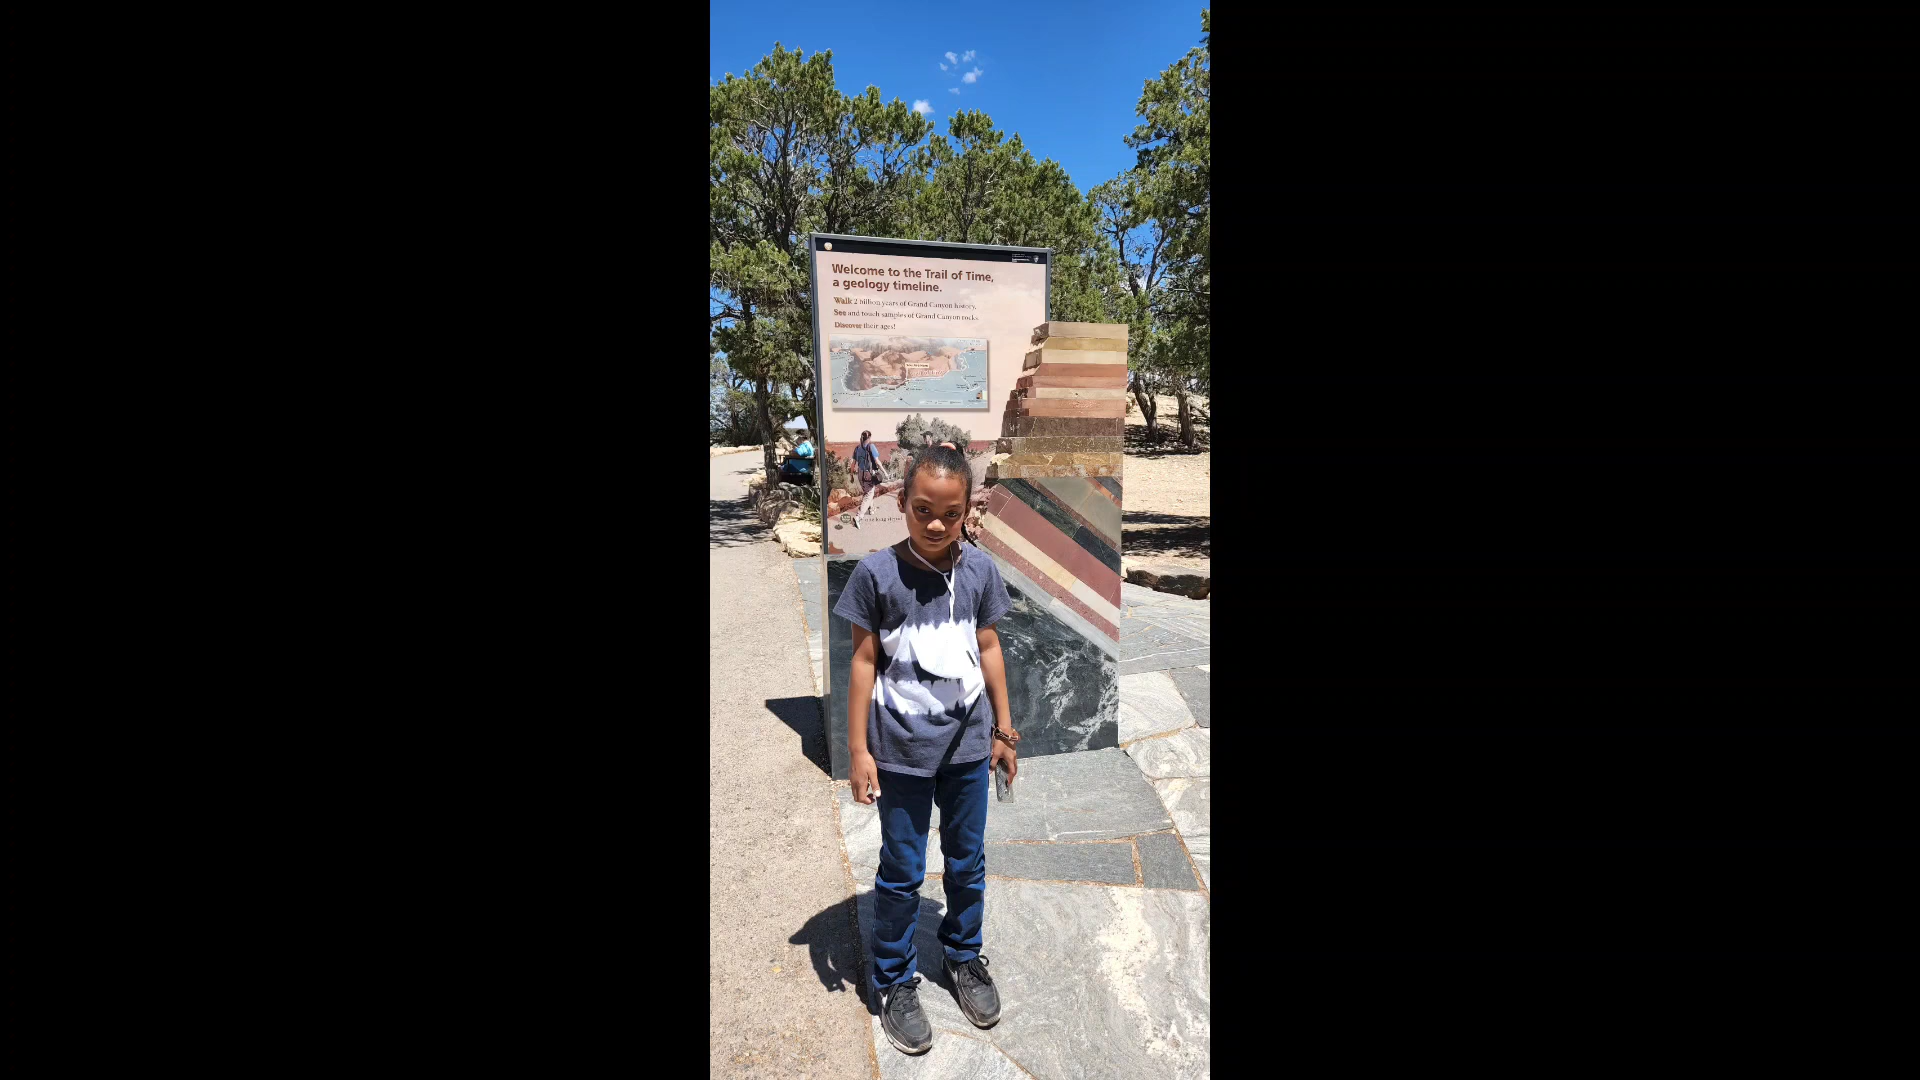 Welcome to the Trail of Time,
a geology timeline.
Walk 2 billion years of Grand Canyon history.
See and touch samples of Grand Canyon rocks.
Discover their ages!